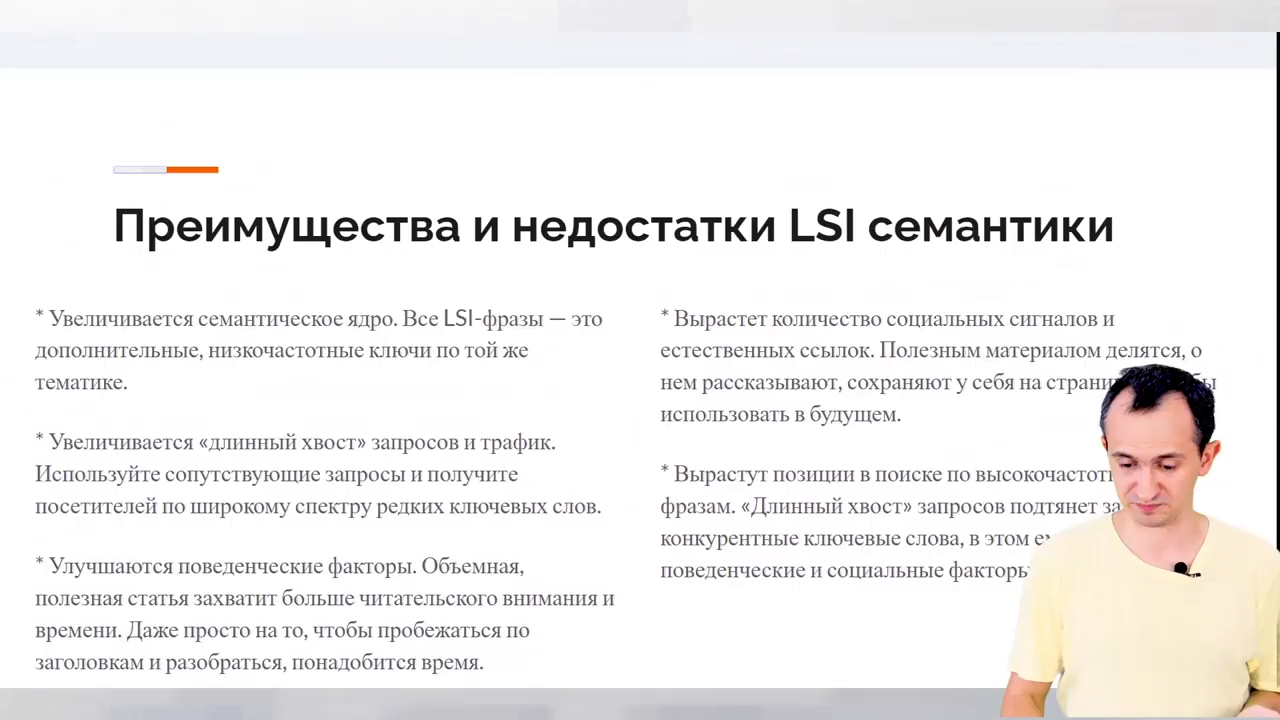 Преимущества и недостатки LSI семантики
* Увеличивается семантическое ядро. Все LSI-фразы — это
дополнительные, низкочастотные ключи по той же
тематике.
* Увеличивается «длинный хвост» запросов и трафик.
Используйте сопутствующие запросы и получите
посетителей по широкому спектру редких ключевых слов.
* Улучшаются поведенческие факторы. Объемная,
полезная статья захватит больше читательского внимания и
времени. Даже просто на то, чтобы пробежаться по
заголовкам и разобраться, понадобится время.
* Вырастет количество социальных сигналов и
естественных ссылок. Полезным материалом делятся, о
нем рассказывают, сохраняют у себя на
использовать в будущем.
* Вырастут позиции в поиске по
фразам. «Длинный хвост» запросов подтянет
конкурентные ключевые слова, в этом
поведенческие и социальные